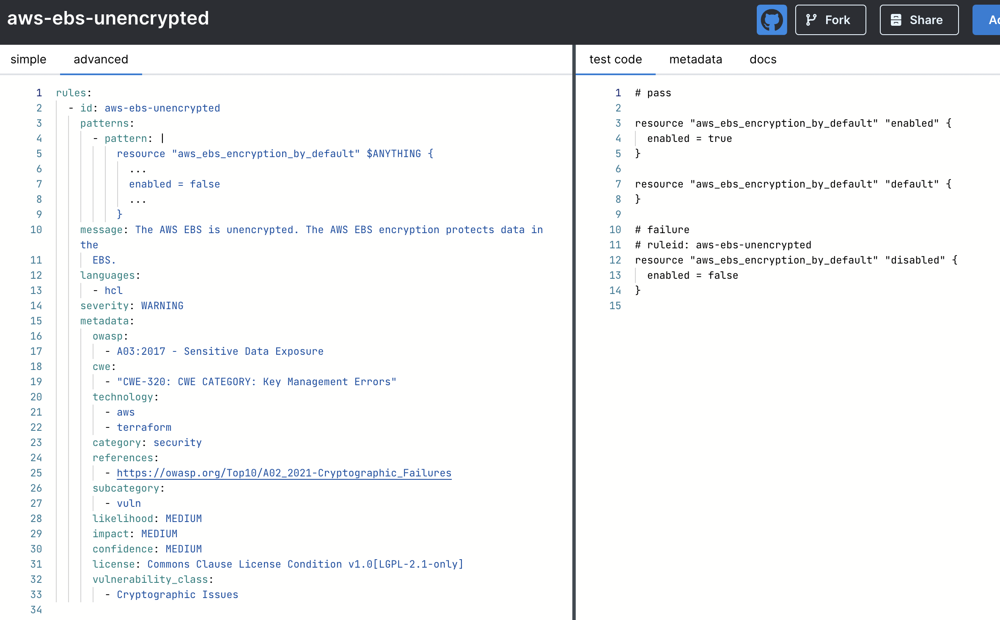 aws-ebs-unencrypted
Fork
Share
simple
advanced
1 rules:
2 - id: aws-ebs-unencrypted
3 patterns:
4 - pattern: |
5 resource "aws_ebs_encryption_by_default" $ANYTHING {
6 ...
7 enabled = false
8 ...
9 }
10 message: The AWS EBS is unencrypted. The AWS EBS encryption protects data in
the
11 EBS.
12 languages:
13 - hcl
14 severity: WARNING
15 metadata:
16 owasp:
17 - A03:2017 - Sensitive Data Exposure
18 cwe:
19 - "CWE-320: CWE CATEGORY: Key Management Errors"
20 technology:
21 - aws
22 - terraform
23 category: security
24 references:
25 - https://owasp.org/Top10/A02_2021-Cryptographic_Failures
26 subcategory:
27 - vuln
28 likelihood: MEDIUM
29 impact: MEDIUM
30 confidence: MEDIUM
31 license: Commons Clause License Condition v1.0[LGPL-2.1-only]
32 vulnerability_class:
33 - Cryptographic Issues
34
test code
metadata
docs
1 # pass
2
3 resource "aws_ebs_encryption_by_default" "enabled" {
4 enabled = true
5 }
6
7 resource "aws_ebs_encryption_by_default" "default" {
8 }
9
10 # failure
11 # ruleid: aws-ebs-unencrypted
12 resource "aws_ebs_encryption_by_default" "disabled" {
13 enabled = false
14 }
15